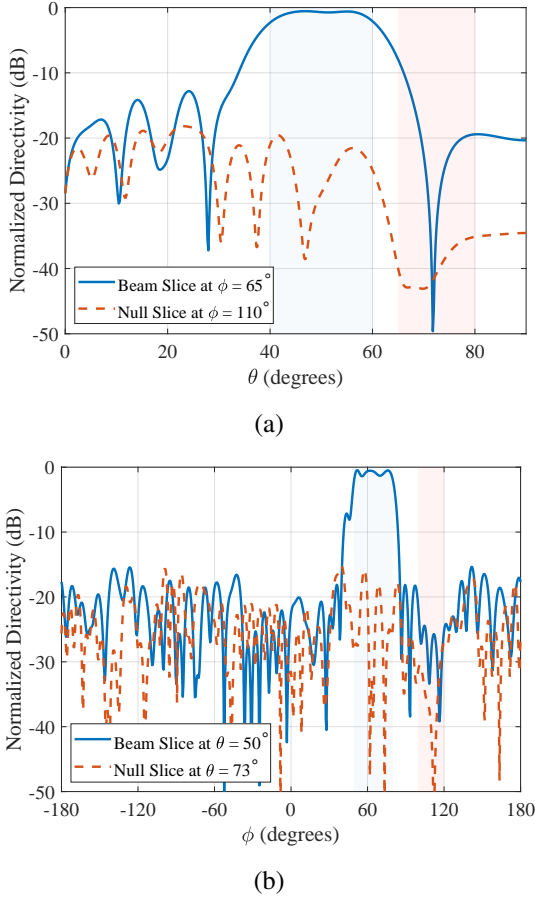 0
-10
-20
-30
-40
-50
Normalized Directivity (dB)
Beam Slice at ϕ = 65°
Null Slice at ϕ = 110°
0 20 40 60 80
θ (degrees)
(a)
0
-10
-20
-30
-40
-50
Normalized Directivity (dB)
Beam Slice at θ = 50°
Null Slice at θ = 73°
-180 -120 -60 0 60 120 180
ϕ (degrees)
(b)